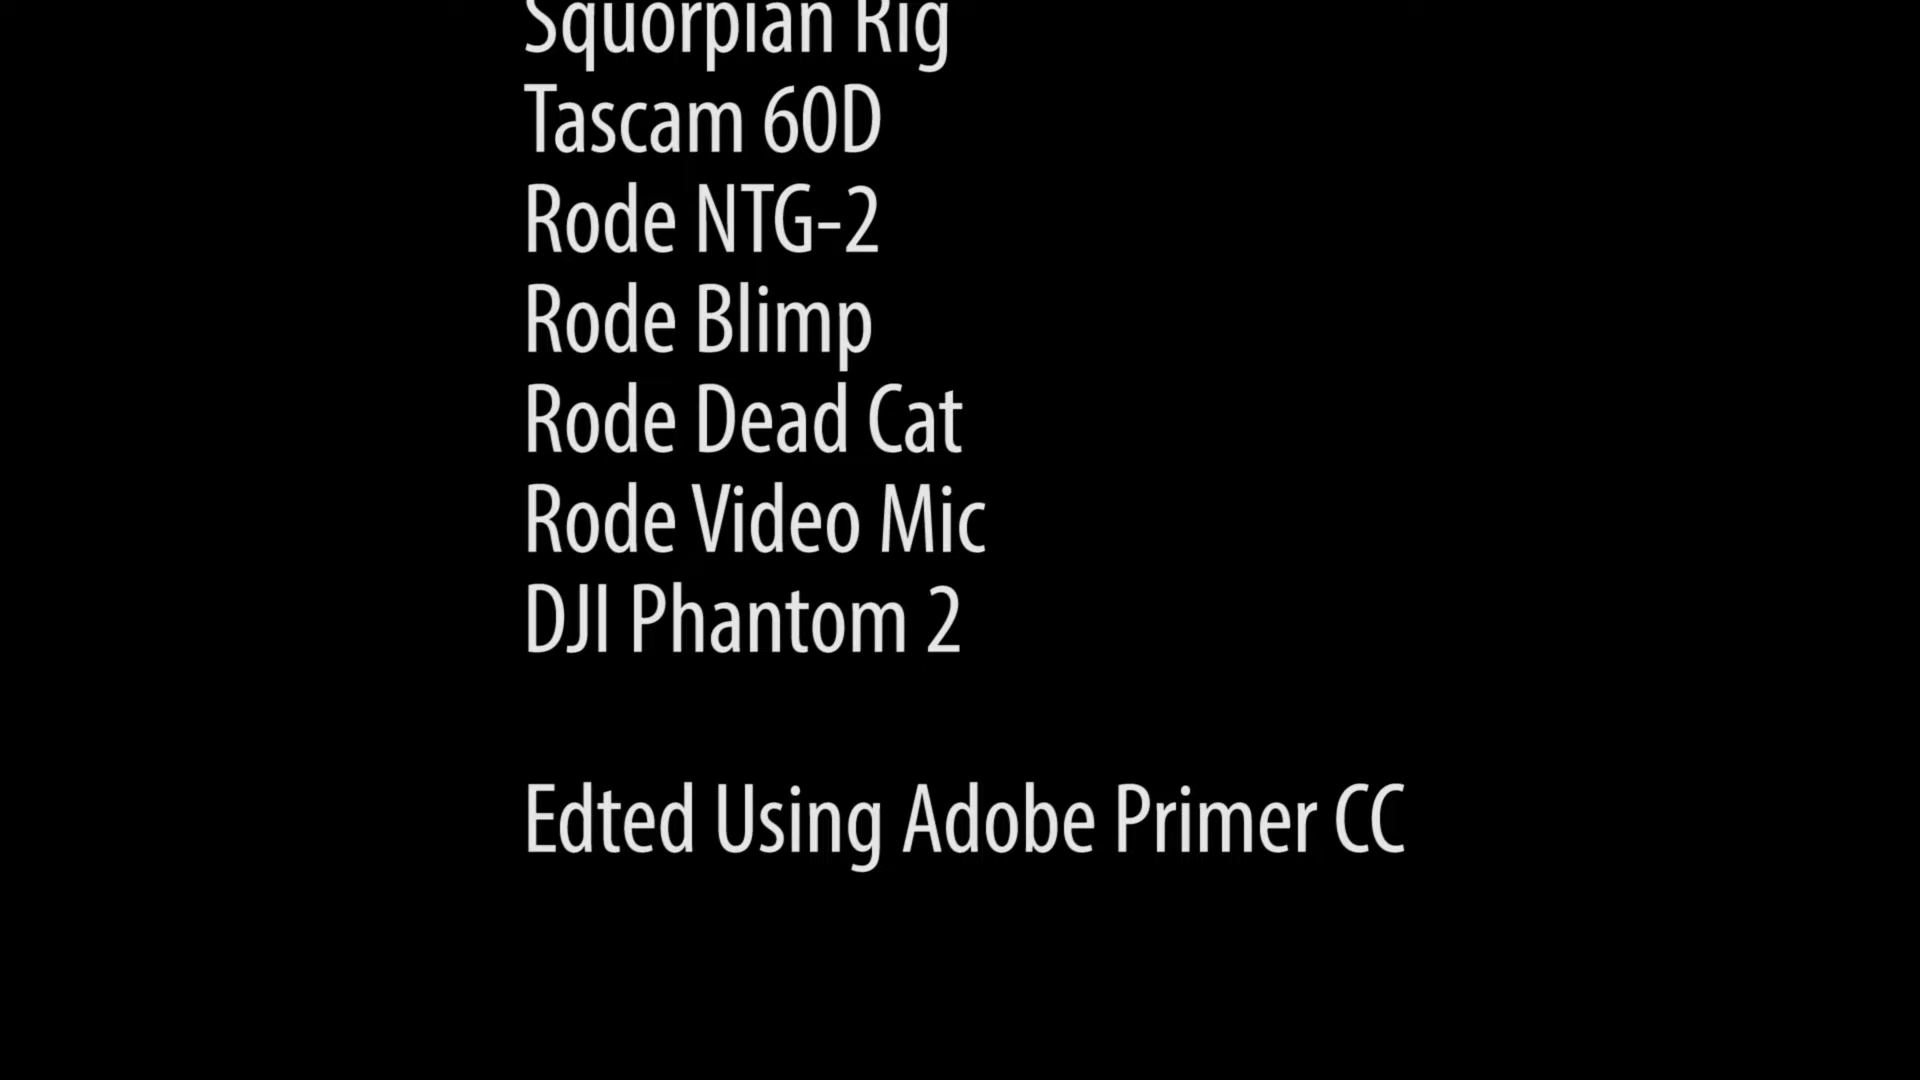 Squorpian Rig
Tascam 60D
Rode NTG-2
Rode Blimp
Rode Dead Cat
Rode Video Mic
DJI Phantom 2
Edted Using Adobe Primer CC